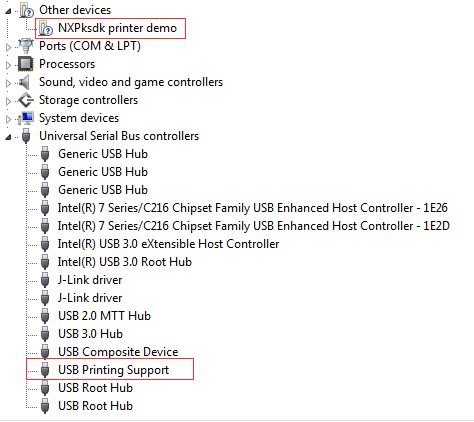 Other devices
NXPksdk printer demo
Ports (COM & LPT)
Processors
Sound, video and game controllers
Storage controllers
System devices
Universal Serial Bus controllers
Generic USB Hub
Generic USB Hub
Generic USB Hub
Intel(R) 7 Series/C216 Chipset Family USB Enhanced Host Controller - 1E26
Intel(R) 7 Series/C216 Chipset Family USB Enhanced Host Controller - 1E2D
Intel(R) USB 3.0 eXtensible Host Controller
Intel(R) USB 3.0 Root Hub
J-Link driver
J-Link driver
USB 2.0 MTT Hub
USB 3.0 Hub
USB Composite Device
USB Printing Support
USB Root Hub
USB Root Hub